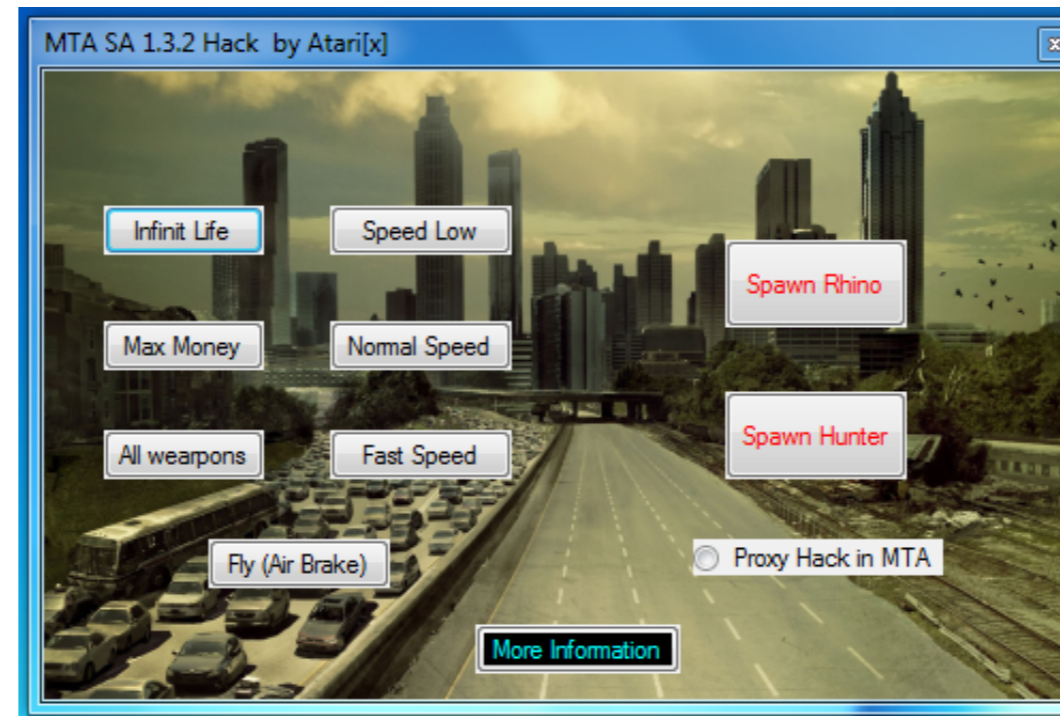 MTA SA 1.3.2 Hack  by Atari[x]
Infinit Life
Speed Low
Spawn Rhino
Max Money
Normal Speed
Spawn Hunter
All wearpons
Fast Speed
Fly (Air Brake)
Proxy Hack in MTA
More Information